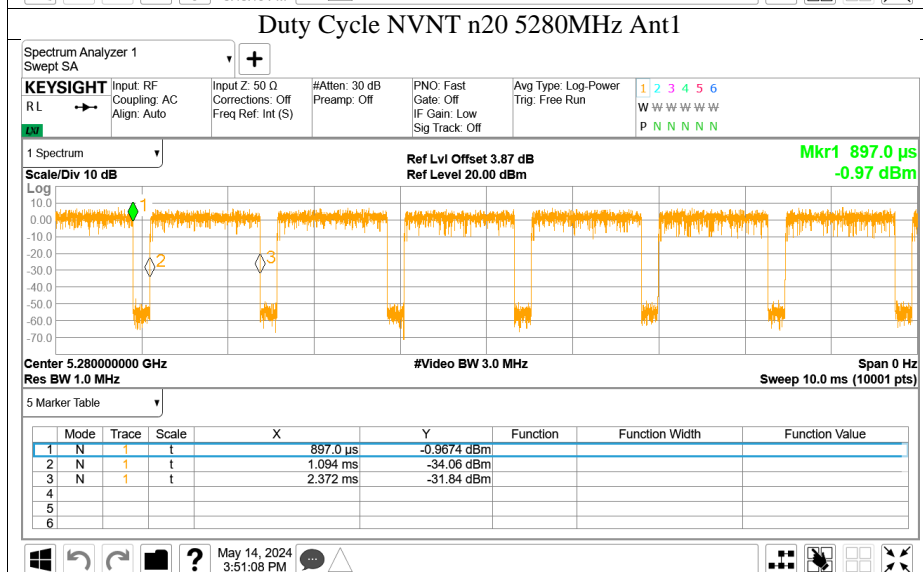 Duty Cycle NVNT n20 5280MHz Ant1
Spectrum Analyzer 1
Swept SA
+
KEYSIGHT
R L
LXI
Input: RF
Coupling: AC
Align: Auto
Input Z: 50 Ω
Corrections: Off
Freq Ref: Int (S)
#Atten: 30 dB
Preamp: Off
PNO: Fast
Gate: Off
IF Gain: Low
Sig Track: Off
Avg Type: Log-Power
Trig: Free Run
1 2 3 4 5 6
W W W W W W
P N N N N N
1 Spectrum
Scale/Div 10 dB
Ref Lvl Offset 3.87 dB
Ref Level 20.00 dBm
Mkr1 897.0 µs
-0.97 dBm
Log
10.0
0.00
-10.0
-20.0
-30.0
-40.0
-50.0
-60.0
-70.0
1
2
3
Center 5.280000000 GHz
#Video BW 3.0 MHz
Span 0 Hz
Res BW 1.0 MHz
Sweep 10.0 ms (10001 pts)
5 Marker Table
Mode Trace Scale X Y Function Function Width Function Value
1 N 1 t 897.0 µs -0.9674 dBm
2 N 1 t 1.094 ms -34.06 dBm
3 N 1 t 2.372 ms -31.84 dBm
4
5
6
?
May 14, 2024
3:51:08 PM